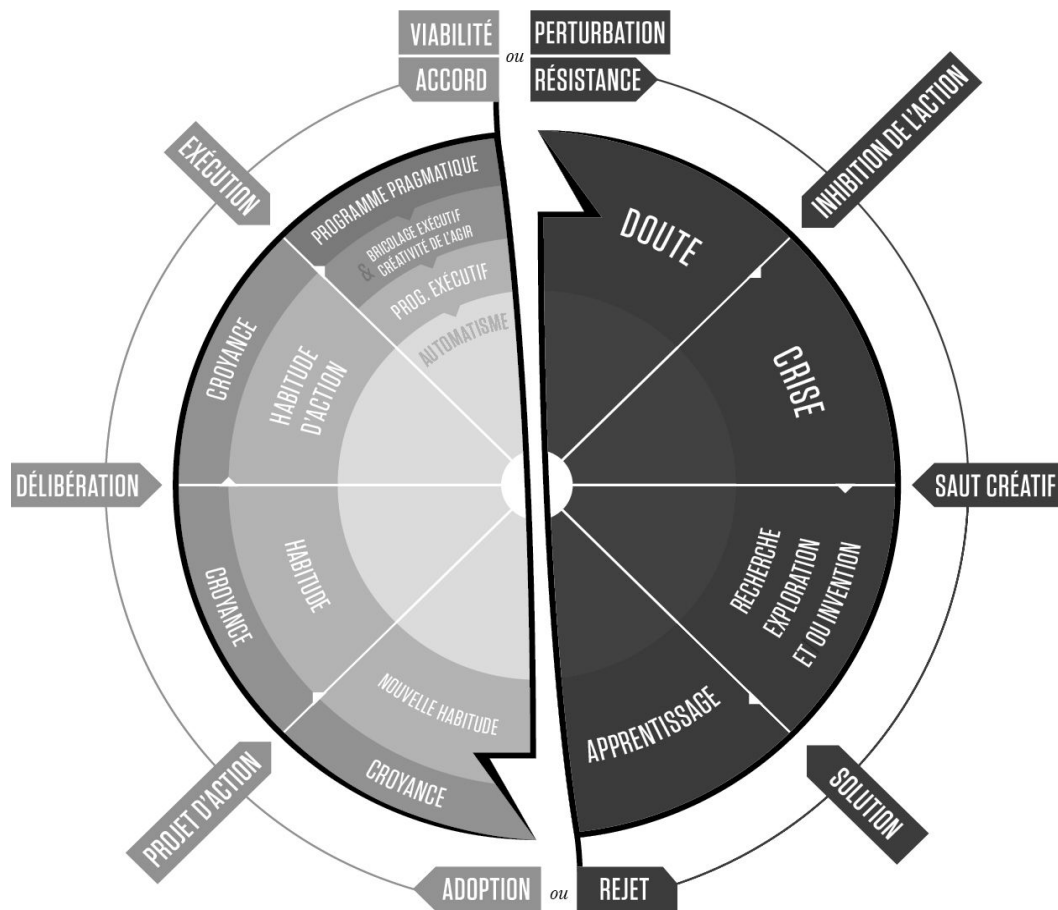 VIABILITÉ
ou
PERTURBATION
ACCORD
RÉSISTANCE
EXÉCUTION
INHIBITION DE L'ACTION
PROGRAMME PRAGMATIQUE
& BRICOLAGE EXÉCUTIF
CRÉATIVITÉ DE L'AGIR
PROG. EXÉCUTIF
AUTOMATISME
DOUTE
CROYANCE
HABITUDE
D'ACTION
CRISE
DÉLIBÉRATION
SAUT CRÉATIF
CROYANCE
HABITUDE
RECHERCHE
EXPLORATION
ET OU INVENTION
NOUVELLE HABITUDE
CROYANCE
APPRENTISSAGE
PROJET D'ACTION
SOLUTION
ADOPTION
ou
REJET